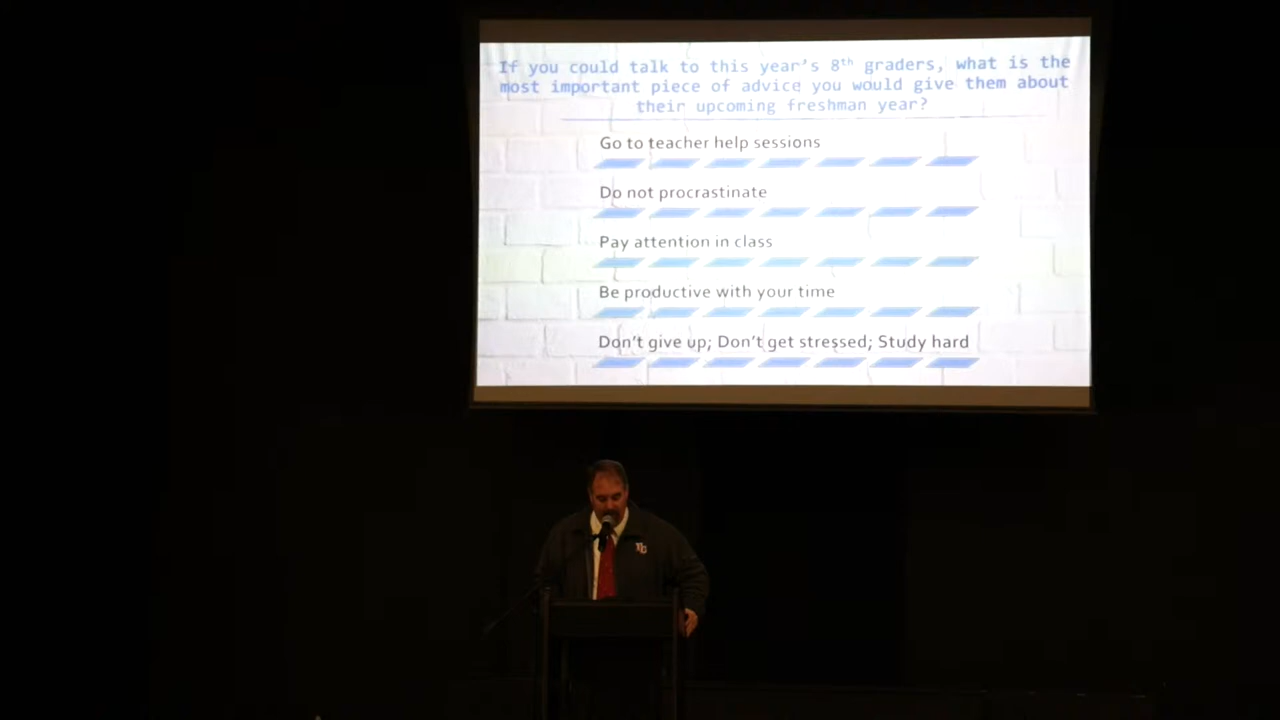 If you could talk to this year's 8th graders, what is the
most important piece of advice you would give them about
their upcoming freshman year?
Go to teacher help sessions
Do not procrastinate
Pay attention in class
Be productive with your time
Don't give up; Don't get stressed; Study hard